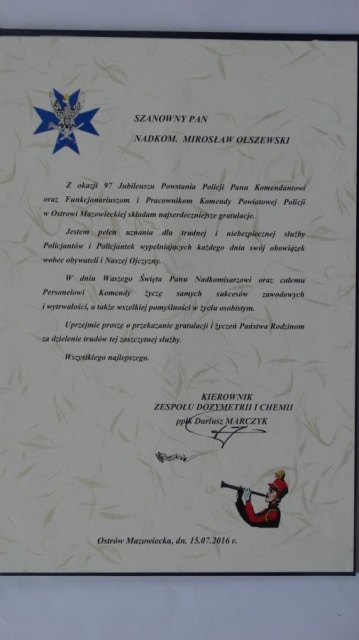 SZANOWNY PAN
NADKOM. MIROSŁAW OLSZEWSKI
Z okazji 97 Jubileuszu Powstania Policji Panu Komendantowi
oraz Funkcjonariuszom i Pracownikom Komendy Powiatowej Policji
w Ostrowi Mazowieckiej składam najserdeczniejsze gratulacje.
Jestem pełen uznania dla trudnej i niebezpiecznej służby
Policjantów i Policjantek wypełniających każdego dnia swój obowiązek
wobec obywateli i Naszej Ojczyzny.
W dniu Waszego Święta Panu Nadkomisarzowi oraz całemu
Personelowi Komendy życzę samych sukcesów zawodowych
i wytrwałości, a także wszelkiej pomyślności w życiu osobistym.
Uprzejmie proszę o przekazanie gratulacji i życzeń Państwa Rodzinom
za dzielenie trudów tej zaszczytnej służby.
Wszystkiego najlepszego.
KIEROWNIK
ZESPOŁU DOZYMETRII I CHEMII
ppłk Dariusz MARCZYK
Ostrów Mazowiecka, dn. 15.07.2016 r.